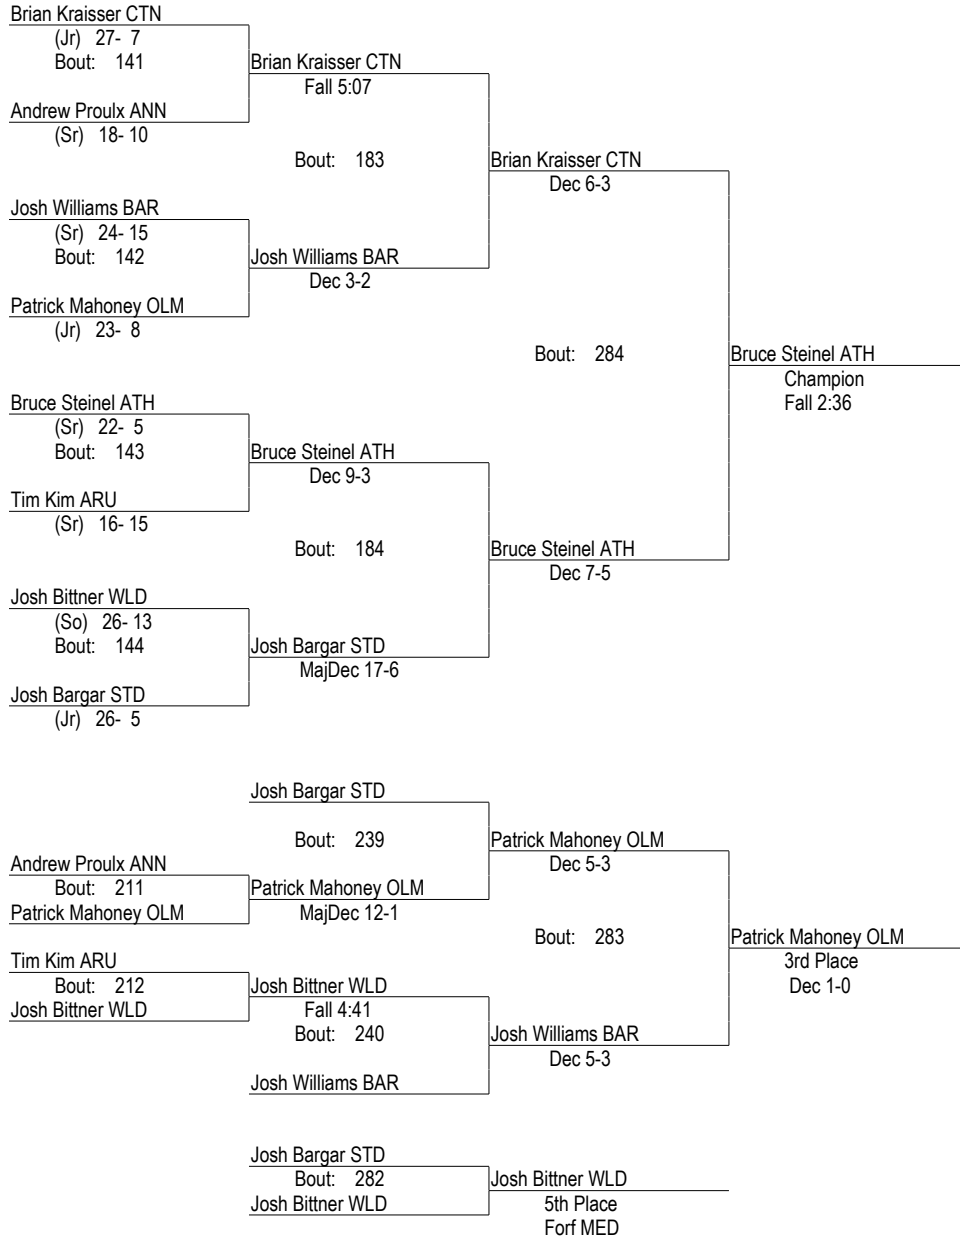 Brian Kraisser CTN
(Jr) 27- 7
Bout: 141
Brian Kraisser CTN
Fall 5:07
Andrew Proulx ANN
(Sr) 18- 10
Bout: 183
Brian Kraisser CTN
Dec 6-3
Josh Williams BAR
(Sr) 24- 15
Bout: 142
Josh Williams BAR
Dec 3-2
Patrick Mahoney OLM
(Jr) 23- 8
Bout: 284
Bruce Steinel ATH
Champion
Fall 2:36
Bruce Steinel ATH
(Sr) 22- 5
Bout: 143
Bruce Steinel ATH
Dec 9-3
Tim Kim ARU
(Sr) 16- 15
Bout: 184
Bruce Steinel ATH
Dec 7-5
Josh Bittner WLD
(So) 26- 13
Bout: 144
Josh Bargar STD
MajDec 17-6
Josh Bargar STD
(Jr) 26- 5
Josh Bargar STD
Bout: 239
Patrick Mahoney OLM
Dec 5-3
Andrew Proulx ANN
Bout: 211
Patrick Mahoney OLM
Patrick Mahoney OLM
MajDec 12-1
Bout: 283
Patrick Mahoney OLM
3rd Place
Dec 1-0
Tim Kim ARU
Bout: 212
Josh Bittner WLD
Josh Bittner WLD
Fall 4:41
Bout: 240
Josh Williams BAR
Dec 5-3
Josh Williams BAR
Josh Bargar STD
Bout: 282
Josh Bittner WLD
Josh Bittner WLD
5th Place
Forf MED